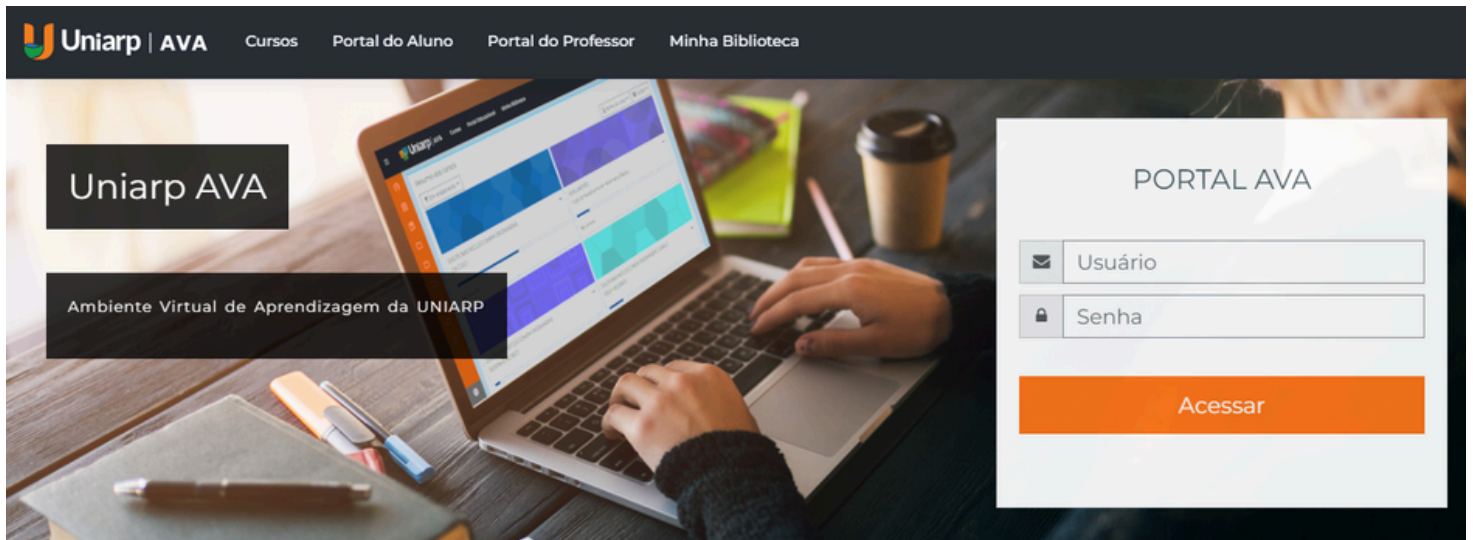 Uniarp | AVA Cursos Portal do Aluno Portal do Professor Minha Biblioteca
Uniarp AVA
Ambiente Virtual de Aprendizagem da UNIARP
PORTAL AVA
Usuário
Senha
Acessar